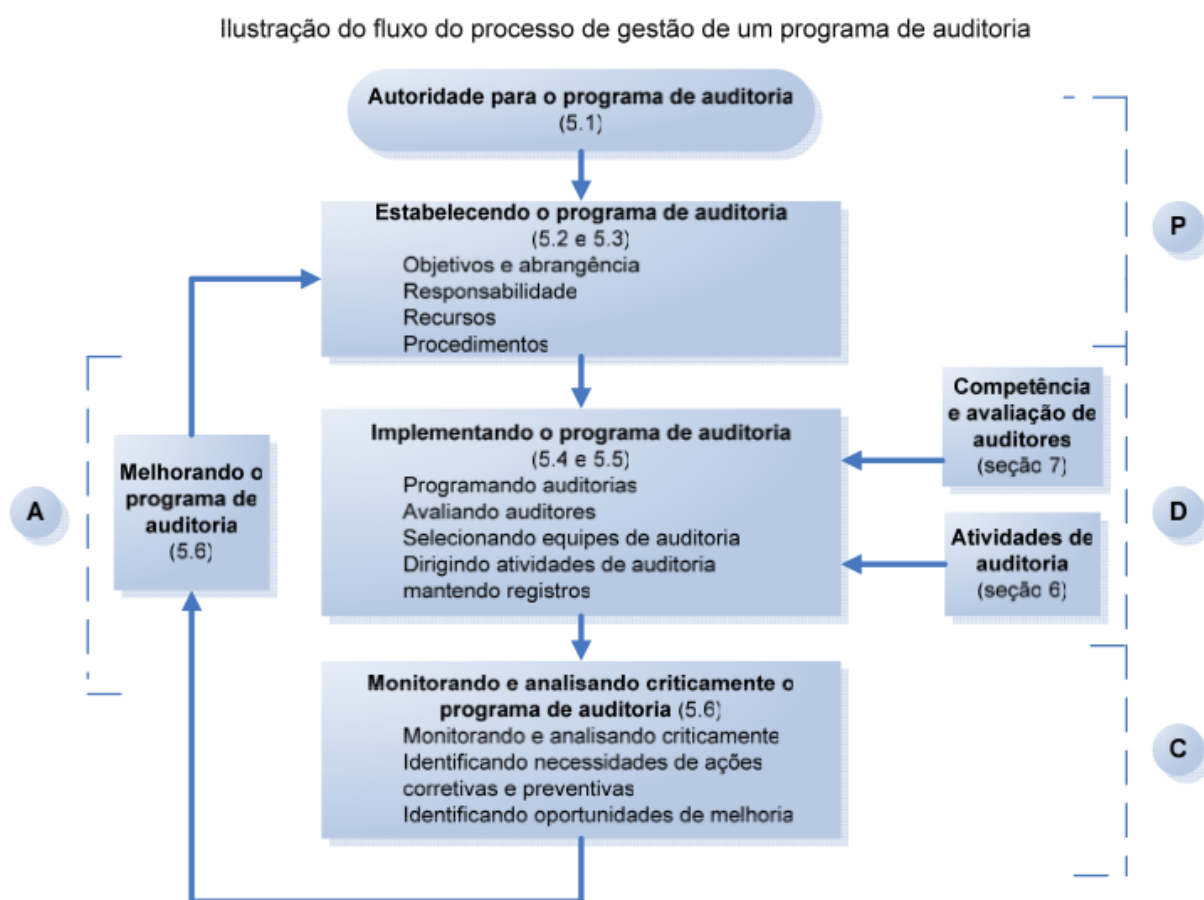 Ilustração do fluxo do processo de gestão de um programa de auditoria
Autoridade para o programa de auditoria
(5.1)
P
Estabelecendo o programa de auditoria
(5.2 e 5.3)
Objetivos e abrangência
Responsabilidade
Recursos
Procedimentos
Competência
e avaliação de
auditores
(seção 7)
Implementando o programa de auditoria
(5.4 e 5.5)
Programando auditorias
Avaliando auditores
Selecionando equipes de auditoria
Dirigindo atividades de auditoria
mantendo registros
Melhorando o
programa de
auditoria
(5.6)
A
D
Atividades de
auditoria
(seção 6)
Monitorando e analisando criticamente o
programa de auditoria (5.6)
Monitorando e analisando criticamente
Identificando necessidades de ações
corretivas e preventivas
Identificando oportunidades de melhoria
C